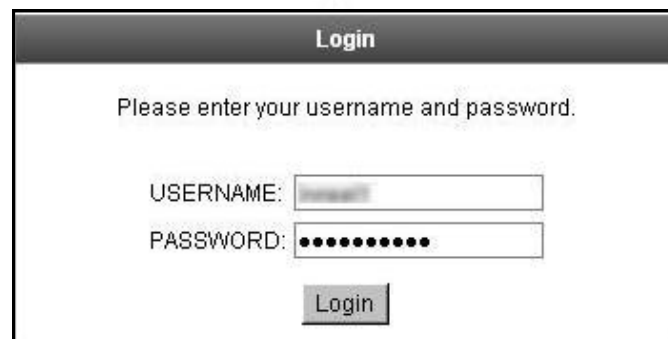 Login
Please enter your username and password.
USERNAME:
PASSWORD: ●●●●●●●●●●
Login